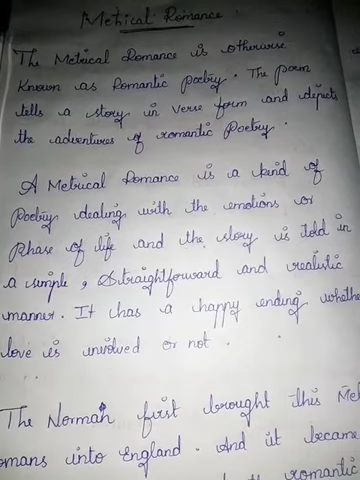 Metrical Romance
The Metrical Romance is otherwise
Known as Romantic poetry. The poem
tells a story in verse form and depicts
the adventures of romantic Poetry.
A Metrical Romance is a kind of
Poetry dealing with the emotions or
Phase of life and the story is told in
a simple, Straightforward and realistic
manner. It has a happy ending whethe
love is involved or not.
The Norman first brought this Met
omans into England. And it became
romantic